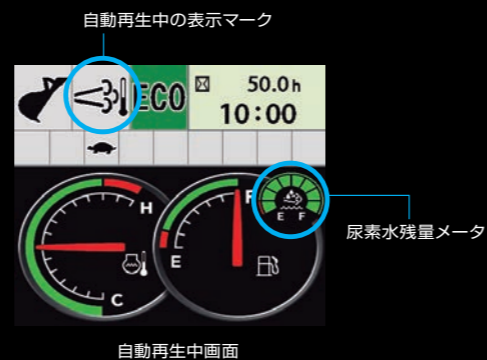 自動再生中の表示マーク
ECO
50.0h
10:00
H
C
F
E
E F
尿素水残量メータ
自動再生中画面